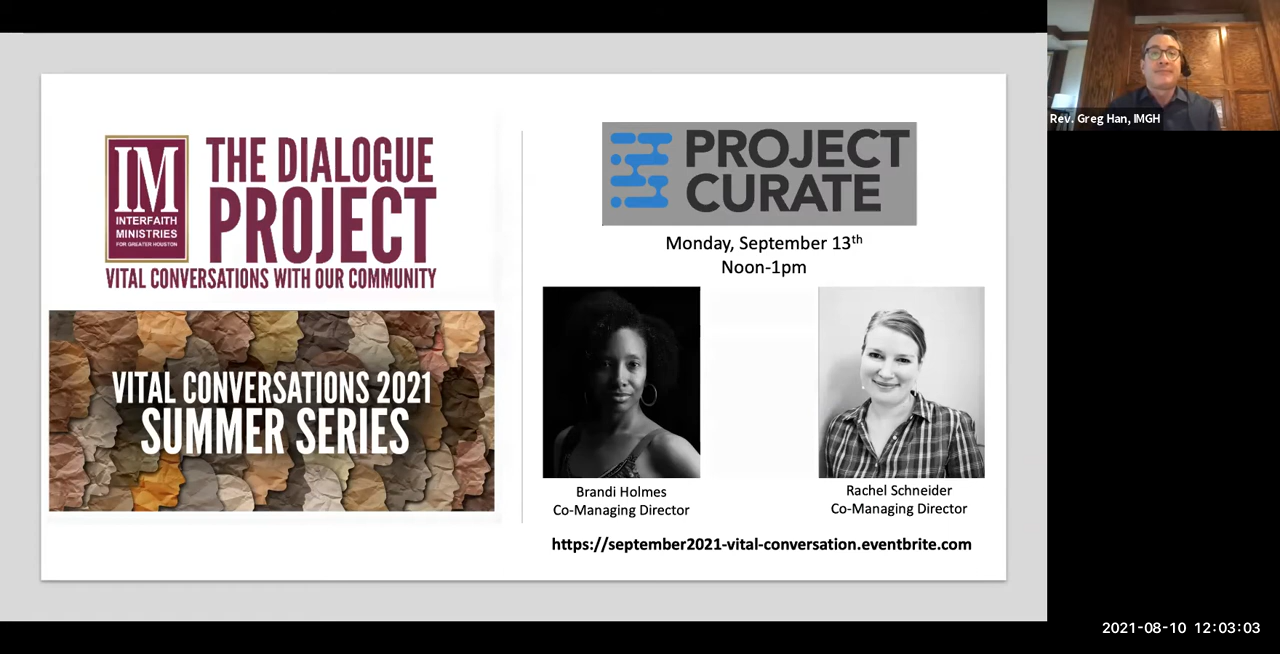 IM
INTERFAITH
MINISTRIES
FOR GREATER HOUSTON
THE DIALOGUE
PROJECT
VITAL CONVERSATIONS WITH OUR COMMUNITY
VITAL CONVERSATIONS 2021
SUMMER SERIES
PROJECT
CURATE
Monday, September 13th
Noon-1pm
Brandi Holmes
Co-Managing Director
Rachel Schneider
Co-Managing Director
https://september2021-vital-conversation.eventbrite.com
Rev. Greg Han, IMGH
2021-08-10 12:03:03